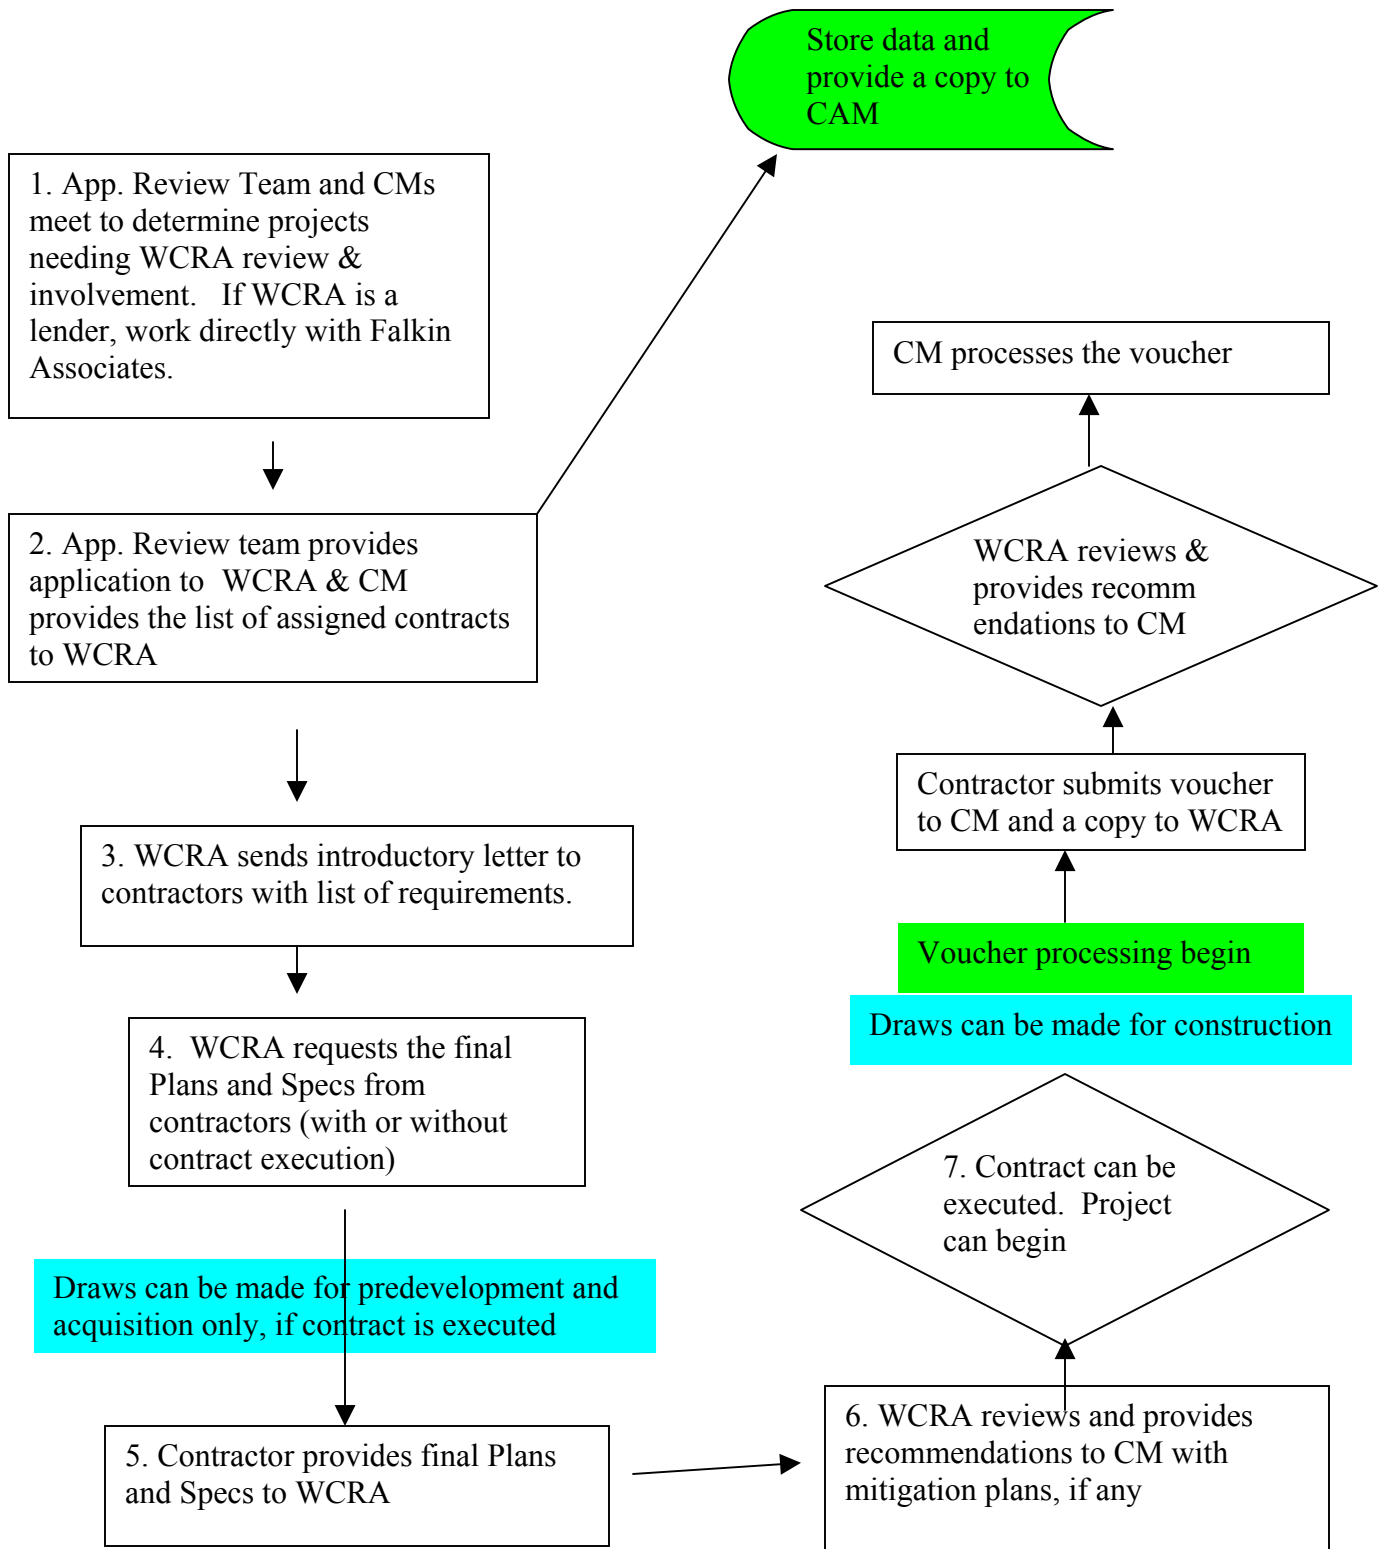 Store data and
provide a copy to
CAM
1. App. Review Team and CMs
meet to determine projects
needing WCRA review &
involvement.   If WCRA is a
lender, work directly with Falkin
Associates.
2. App. Review team provides
application to  WCRA & CM
provides the list of assigned contracts
to WCRA
3. WCRA sends introductory letter to
contractors with list of requirements.
4.  WCRA requests the final
Plans and Specs from
contractors (with or without
contract execution)
Draws can be made for predevelopment and
acquisition only, if contract is executed
5. Contractor provides final Plans
and Specs to WCRA
6. WCRA reviews and provides
recommendations to CM with
mitigation plans, if any
7. Contract can be
executed.  Project
can begin
Draws can be made for construction
Voucher processing begin
Contractor submits voucher
to CM and a copy to WCRA
WCRA reviews &
provides recomm
endations to CM
CM processes the voucher